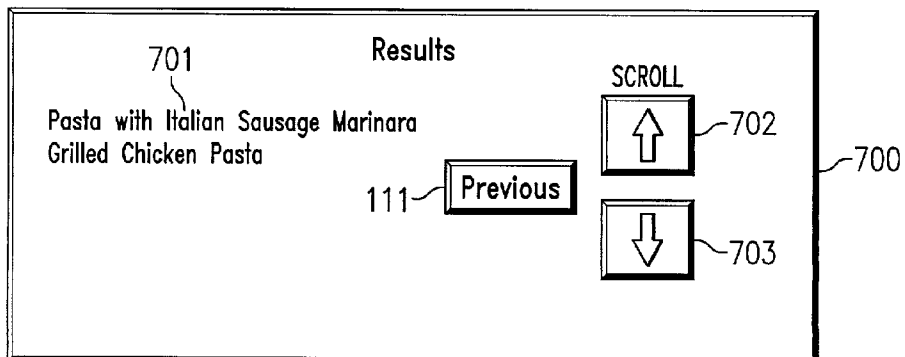 Results
701
SCROLL
Pasta with Italian Sausage Marinara
Grilled Chicken Pasta
702
700
111
Previous
703